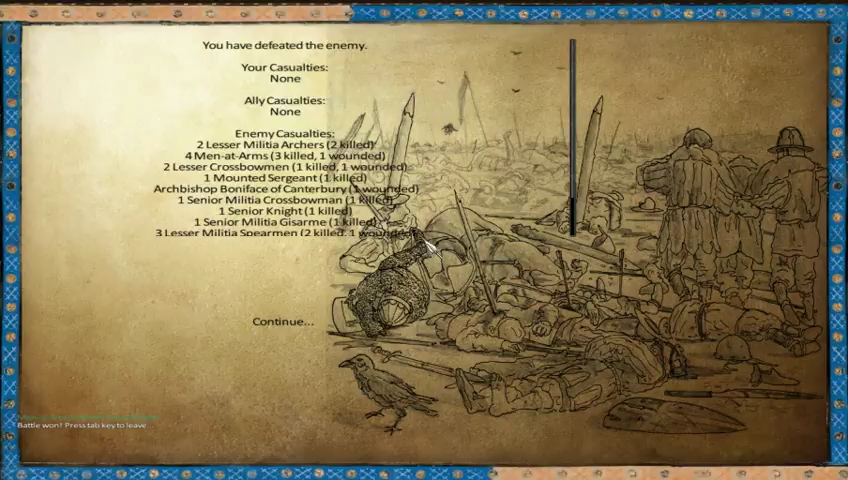 You have defeated the enemy.
Your Casualties:
None
Ally Casualties:
None
Enemy Casualties:
2 Lesser Militia Archers (2 killed)
4 Men-at-Arms (3 killed, 1 wounded)
2 Lesser Crossbowmen (1 killed, 1 wounded)
1 Mounted Sergeant (1 killed)
Archbishop Boniface of Canterbury (1 wounded)
1 Senior Militia Crossbowman (1 killed)
1 Senior Knight (1 killed)
1 Senior Militia Gisarme (1 killed)
3 Lesser Militia Spearmen (2 killed, 1 wounded)
Continue...
Battle won! Press tab key to leave